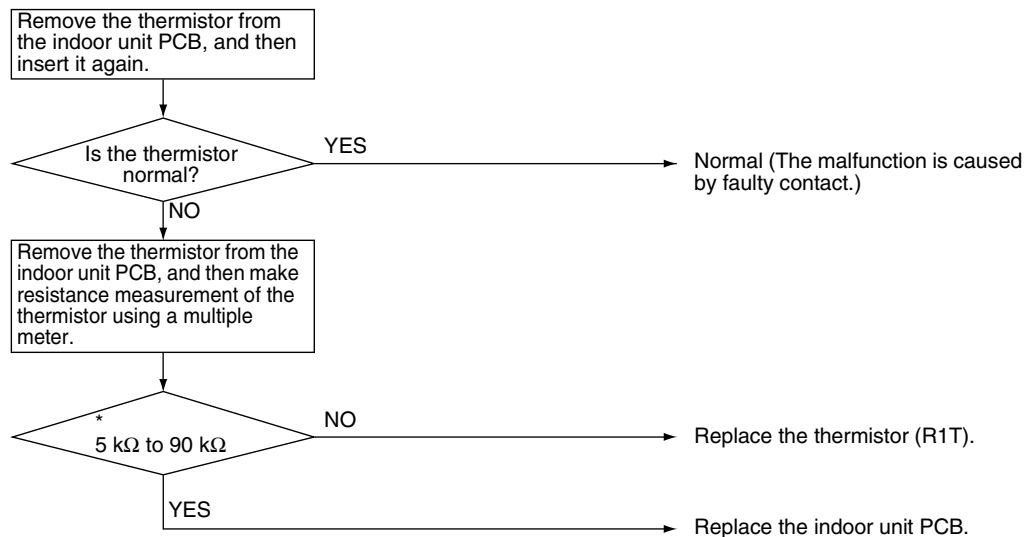 Remove the thermistor from
the indoor unit PCB, and then
insert it again.
Is the thermistor
normal?
YES
Normal (The malfunction is caused
by faulty contact.)
NO
Remove the thermistor from the
indoor unit PCB, and then make
resistance measurement of the
thermistor using a multiple
meter.
*
5 kΩ to 90 kΩ
NO
Replace the thermistor (R1T).
YES
Replace the indoor unit PCB.